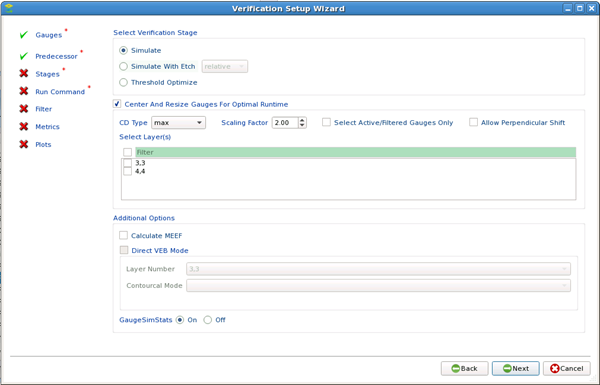 Verification Setup Wizard
Gauges *
Predecessor *
Stages *
Run Command *
Filter
Metrics
Plots
Select Verification Stage
Simulate
Simulate With Etch relative
Threshold Optimize
Center And Resize Gauges For Optimal Runtime
CD Type max Scaling Factor 2.00 Select Active/Filtered Gauges Only Allow Perpendicular Shift
Select Layer(s)
Filter
3,3
4,4
Additional Options
Calculate MEEF
Direct VEB Mode
Layer Number 3,3
Contourcal Mode
GaugeSimStats On Off
Back Next Cancel